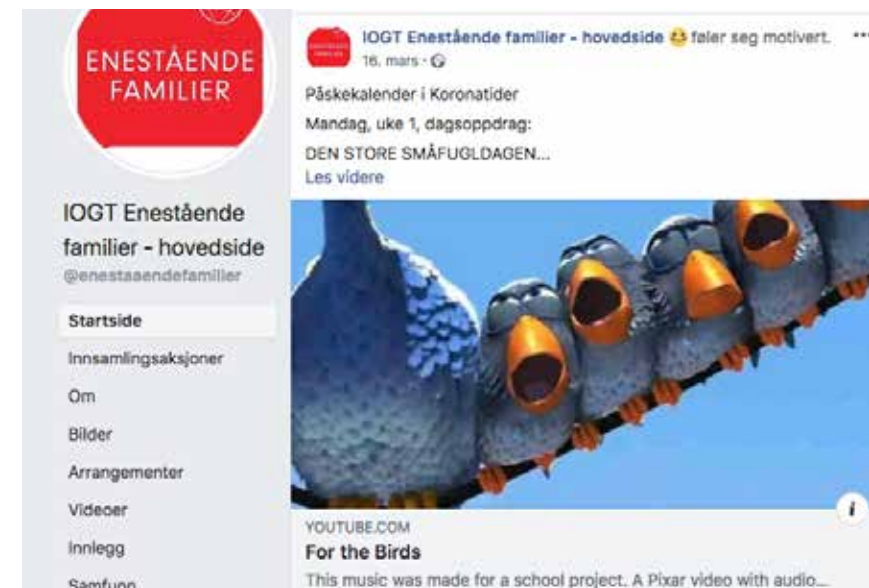 ENESTÅENDE
FAMILIER
IOGT Enestående
familier - hovedside
@enestaaendefamilier
Startside
Innsamlingsaksjoner
Om
Bilder
Arrangementer
Videoer
Innlegg
Samfunn
IOGT Enestående familier - hovedside føler seg motivert.
16. mars ·
Påskekalender i Koronatider
Mandag, uke 1, dagsoppdrag:
DEN STORE SMÅFUGLDAGEN...
Les videre
i
YOUTUBE.COM
For the Birds
This music was made for a school project. A Pixar video with audio...